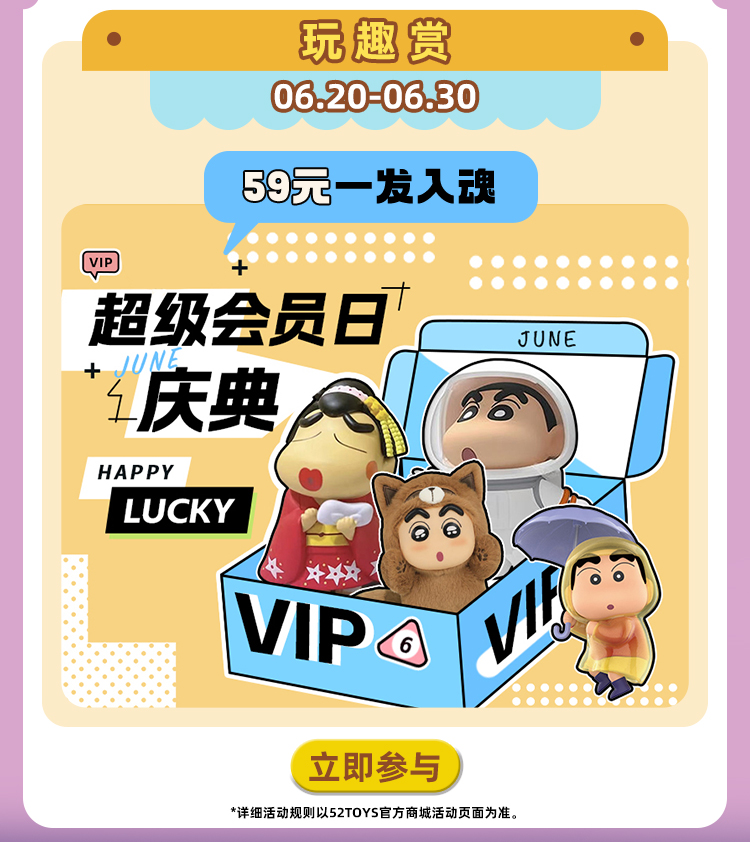 玩趣赏
06.20-06.30
59元一发入魂
VIP
超级会员日
JUNE
庆典
HAPPY
LUCKY
JUNE
VIP
6
VIP
立即参与
*详细活动规则以52TOYS官方商城活动页面为准。